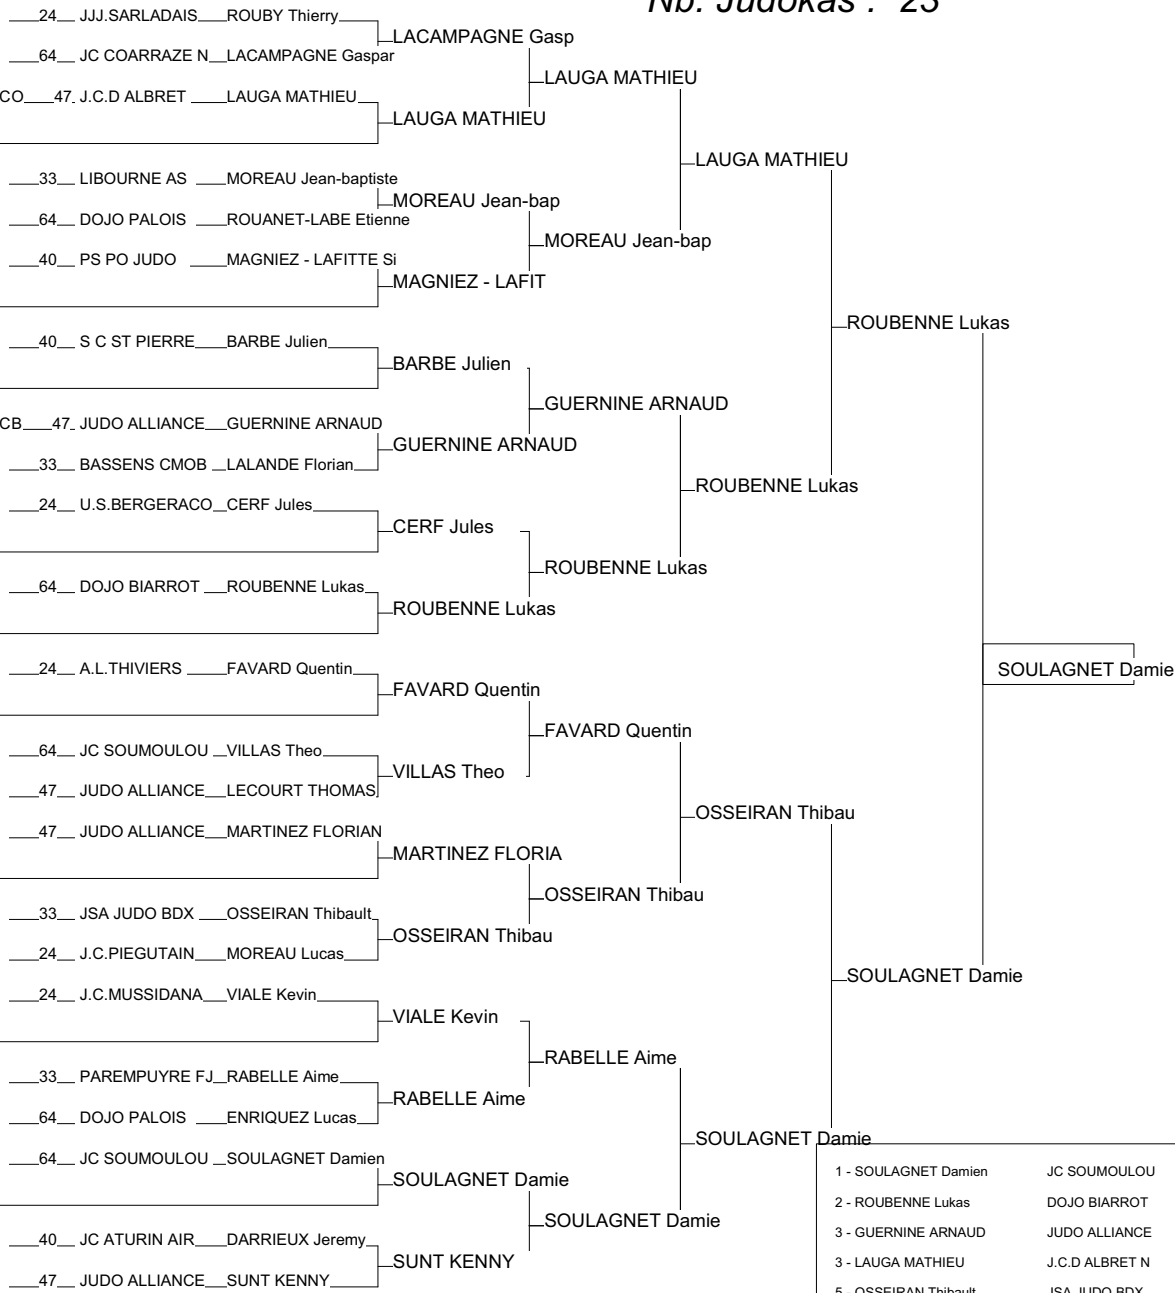 Nb. Judokas : 23
24 JJJ.SARLADAIS ROUBY Thierry
LACAMPAGNE Gasp
64 JC COARRAZE N LACAMPAGNE Gaspar
LAUGA MATHIEU
CO 47 J.C.D ALBRET LAUGA MATHIEU
LAUGA MATHIEU
LAUGA MATHIEU
33 LIBOURNE AS MOREAU Jean-baptiste
MOREAU Jean-bap
64 DOJO PALOIS ROUANET-LABE Etienne
MOREAU Jean-bap
40 PS PO JUDO MAGNIEZ - LAFITTE Si
MAGNIEZ - LAFIT
ROUBENNE Lukas
40 S C ST PIERRE BARBE Julien
BARBE Julien
GUERNINE ARNAUD
CB 47 JUDO ALLIANCE GUERNINE ARNAUD
GUERNINE ARNAUD
33 BASSENS CMOB LALANDE Florian
ROUBENNE Lukas
24 U.S.BERGERACO CERF Jules
CERF Jules
ROUBENNE Lukas
64 DOJO BIARROT ROUBENNE Lukas
ROUBENNE Lukas
24 A.L.THIVIERS FAVARD Quentin
SOULAGNET Damie
FAVARD Quentin
FAVARD Quentin
64 JC SOUMOULOU VILLAS Theo
VILLAS Theo
47 JUDO ALLIANCE LECOURT THOMAS
OSSEIRAN Thibau
47 JUDO ALLIANCE MARTINEZ FLORIAN
MARTINEZ FLORIA
OSSEIRAN Thibau
33 JSA JUDO BDX OSSEIRAN Thibault
OSSEIRAN Thibau
24 J.C.PIEGUTAIN MOREAU Lucas
SOULAGNET Damie
24 J.C.MUSSIDANA VIALE Kevin
VIALE Kevin
RABELLE Aime
33 PAREMPUYRE FJ RABELLE Aime
RABELLE Aime
64 DOJO PALOIS ENRIQUEZ Lucas
SOULAGNET Damie
64 JC SOUMOULOU SOULAGNET Damien
SOULAGNET Damie
SOULAGNET Damie
40 JC ATURIN AIR DARRIEUX Jeremy
SUNT KENNY
47 JUDO ALLIANCE SUNT KENNY
1 - SOULAGNET Damien JC SOUMOULOU
2 - ROUBENNE Lukas DOJO BIARROT
3 - GUERNINE ARNAUD JUDO ALLIANCE
3 - LAUGA MATHIEU J.C.D ALBRET N
5 - OSSEIRAN Thibault JSA JUDO BDX